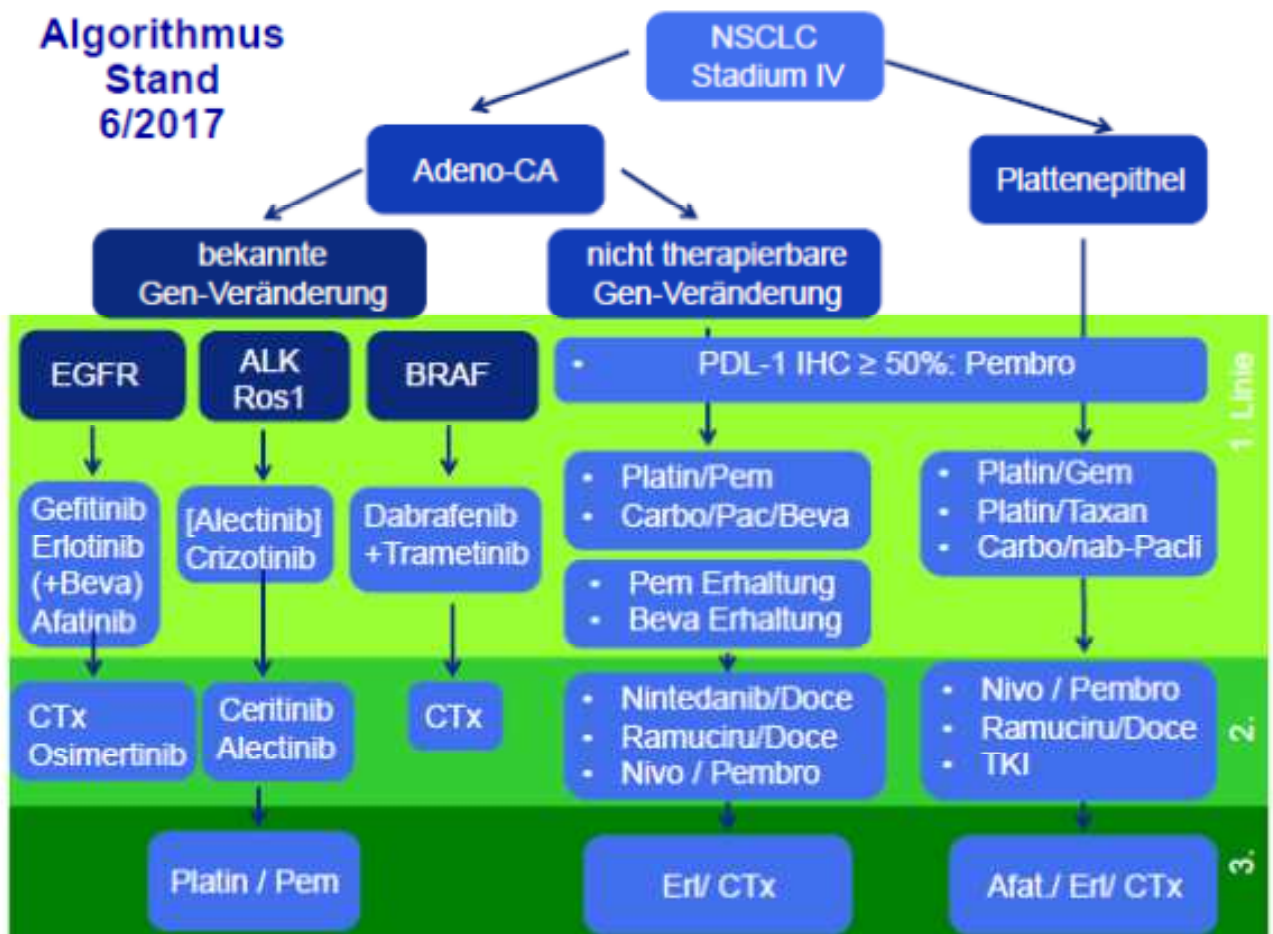 Algorithmus
Stand
6/2017
NSCLC
Stadium IV
Adeno-CA
Plattenepithel
bekannte
Gen-Veränderung
nicht therapierbare
Gen-Veränderung
EGFR
ALK
Ros1
BRAF
• PDL-1 IHC ≥ 50%: Pembro
1. Linie
Gefitinib
Erlotinib
(+Beva)
Afatinib
[Alectinib]
Crizotinib
Dabrafenib
+Trametinib
• Platin/Pem
• Carbo/Pac/Beva
• Pem Erhaltung
• Beva Erhaltung
• Platin/Gem
• Platin/Taxan
• Carbo/nab-Pacli
CTx
Osimertinib
Ceritinib
Alectinib
CTx
• Nintedanib/Doce
• Ramuciru/Doce
• Nivo / Pembro
• Nivo / Pembro
• Ramuciru/Doce
• TKI
2.
Platin / Pem
Erl/ CTx
Afat./ Erl/ CTx
3.